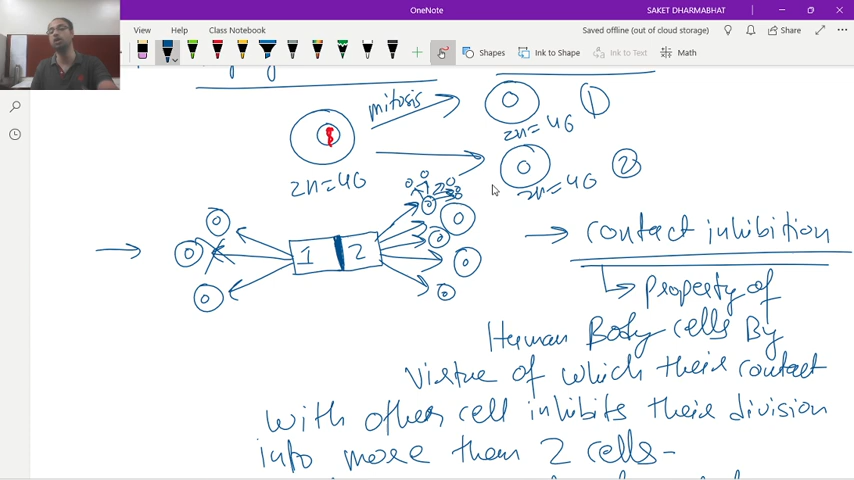 OneNote
SAKET DHARMABHAT
View Help Class Notebook
Saved offline (out of cloud storage)
Share
Shapes
Ink to Shape
Ink to Text
Math
mitosis
1
2n=46
2n=46
2
2n=46
1 2
contact inhibition
property of
Human Body cells By
virtue of which their contact
with other cell inhibits their division
into more than 2 cells-